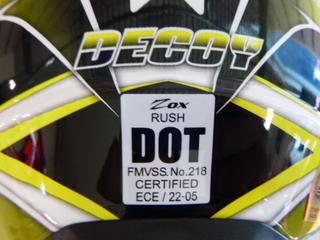 DECOY
Zox
RUSH
DOT
FMVSS. No.218
CERTIFIED
ECE / 22-05